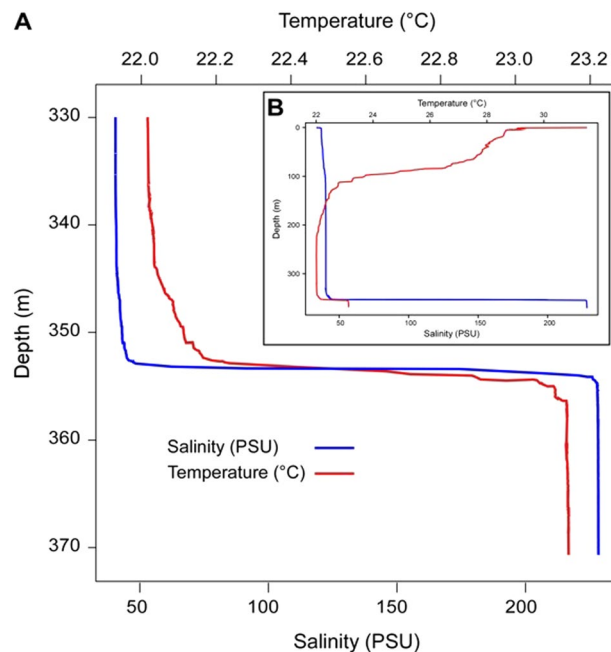 A
Temperature (°C)
22.0 22.2 22.4 22.6 22.8 23.0 23.2
B
Temperature (°C)
22 24 26 28 30
0
100
200
300
Depth (m)
50 100 150 200
Salinity (PSU)
330
340
350
360
370
Depth (m)
Salinity (PSU)
Temperature (°C)
50 100 150 200
Salinity (PSU)